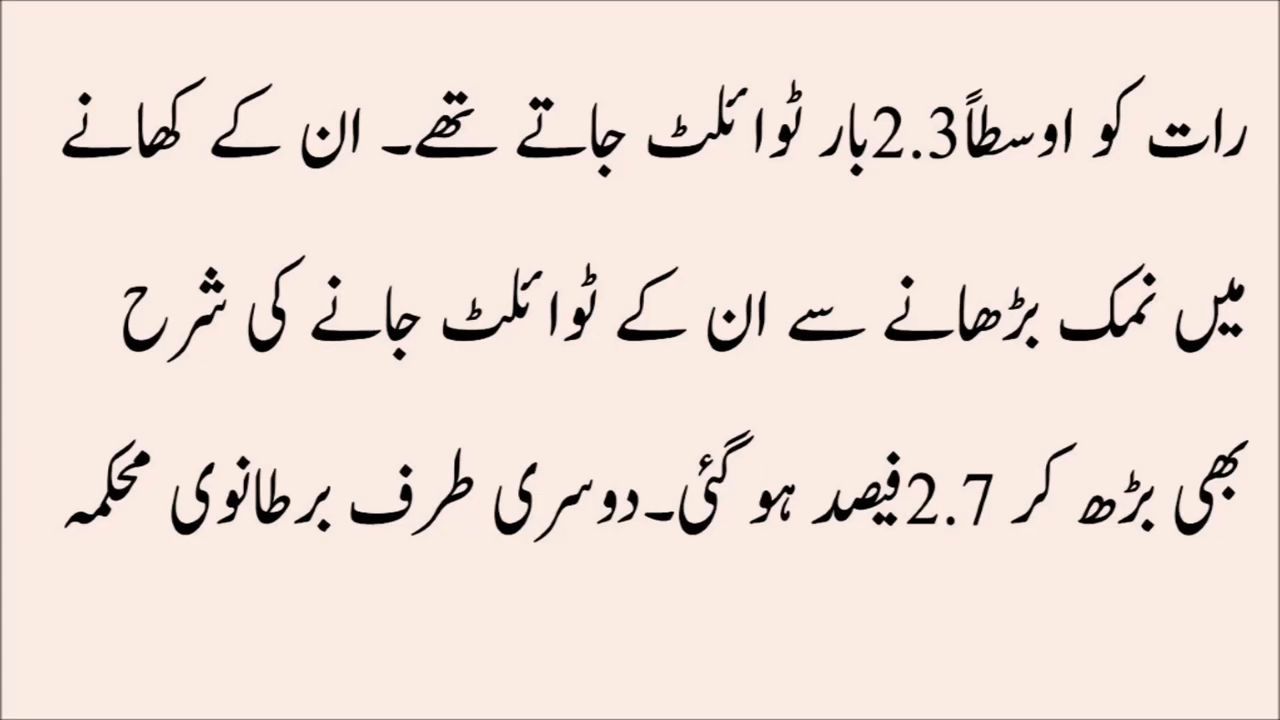 رات کو اوسطاً2.3بار ٹوائلٹ جاتے تھے۔ ان کے کھانے
میں نمک بڑھانے سے ان کے ٹوائلٹ جانے کی شرح
بھی بڑھ کر 2.7فیصد ہو گئی۔دوسری طرف برطانوی محکمہ